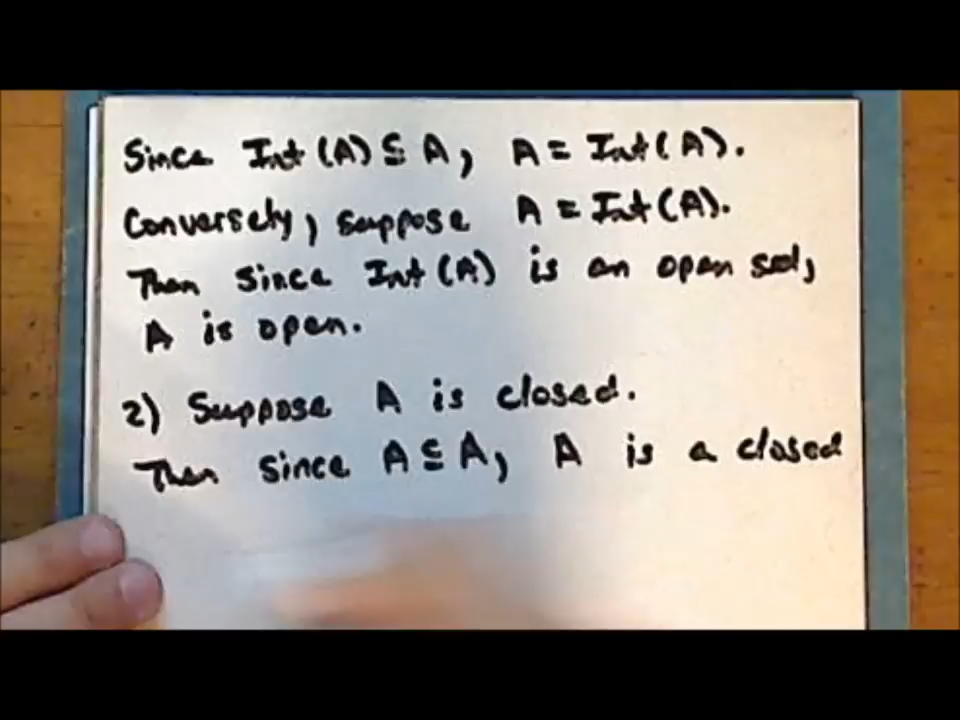 Since Int(A) ⊆ A, A = Int(A).
Conversely, suppose A = Int(A).
Then since Int(A) is an open set,
A is open.
2) Suppose A is closed.
Then since A ⊆ A, A is a closed